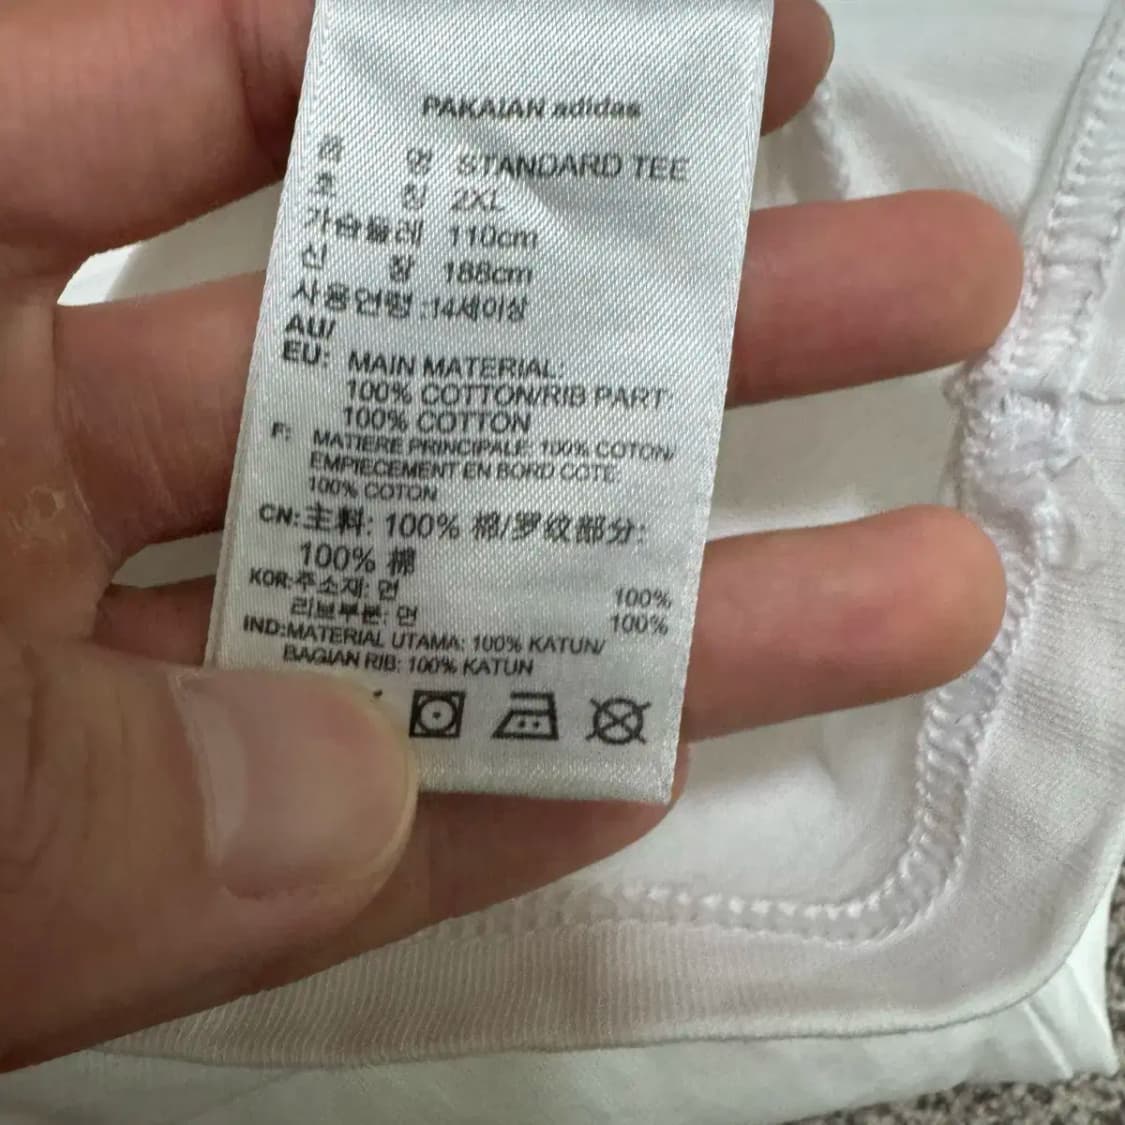 PAKAIAN adidas
품 명 STANDARD TEE
호 칭 2XL
가슴둘레 110cm
신 장 188cm
사용연령 :14세이상
AU/
EU: MAIN MATERIAL:
100% COTTON/RIB PART
100% COTTON
F: MATIERE PRINCIPALE: 100% COTON/
EMPIECEMENT EN BORD COTE
100% COTON
CN:主料: 100% 棉/罗纹部分:
100% 棉
KOR:주소재: 면 100%
리브부분: 면 100%
IND:MATERIAL UTAMA: 100% KATUN/
BAGIAN RIB: 100% KATUN